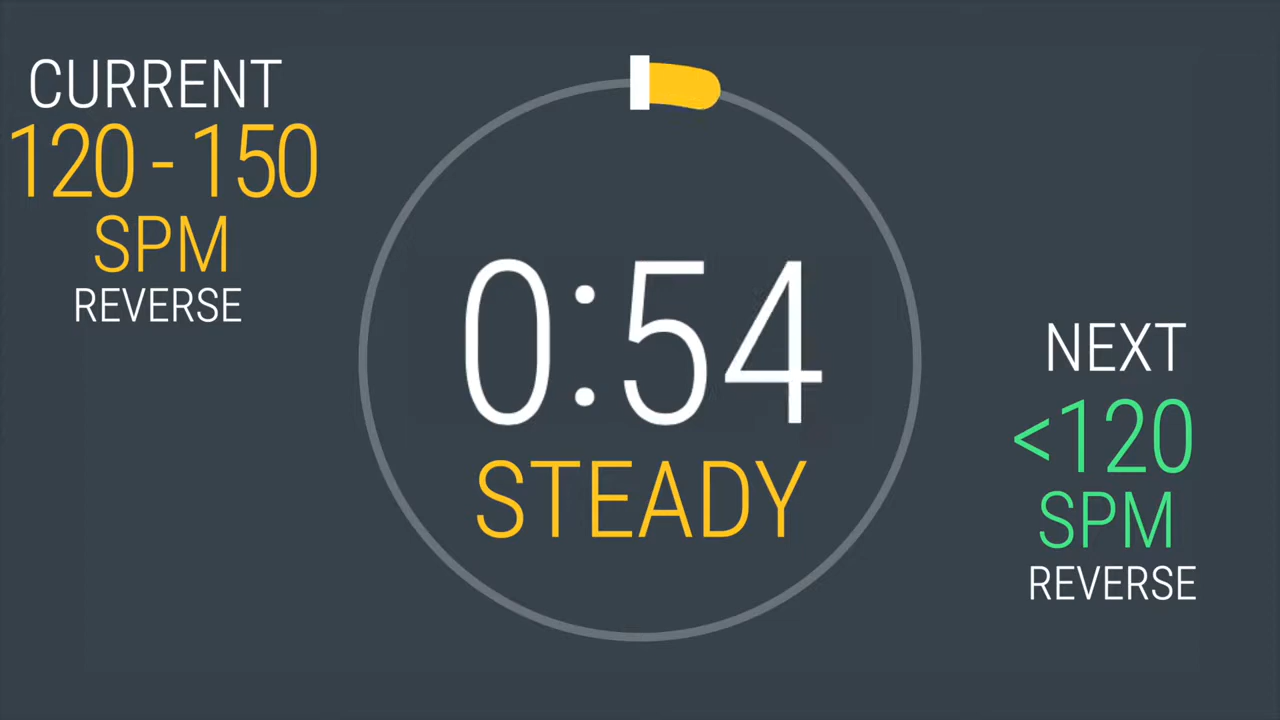 CURRENT
120 - 150
SPM
REVERSE
0:54
STEADY
NEXT
<120
SPM
REVERSE